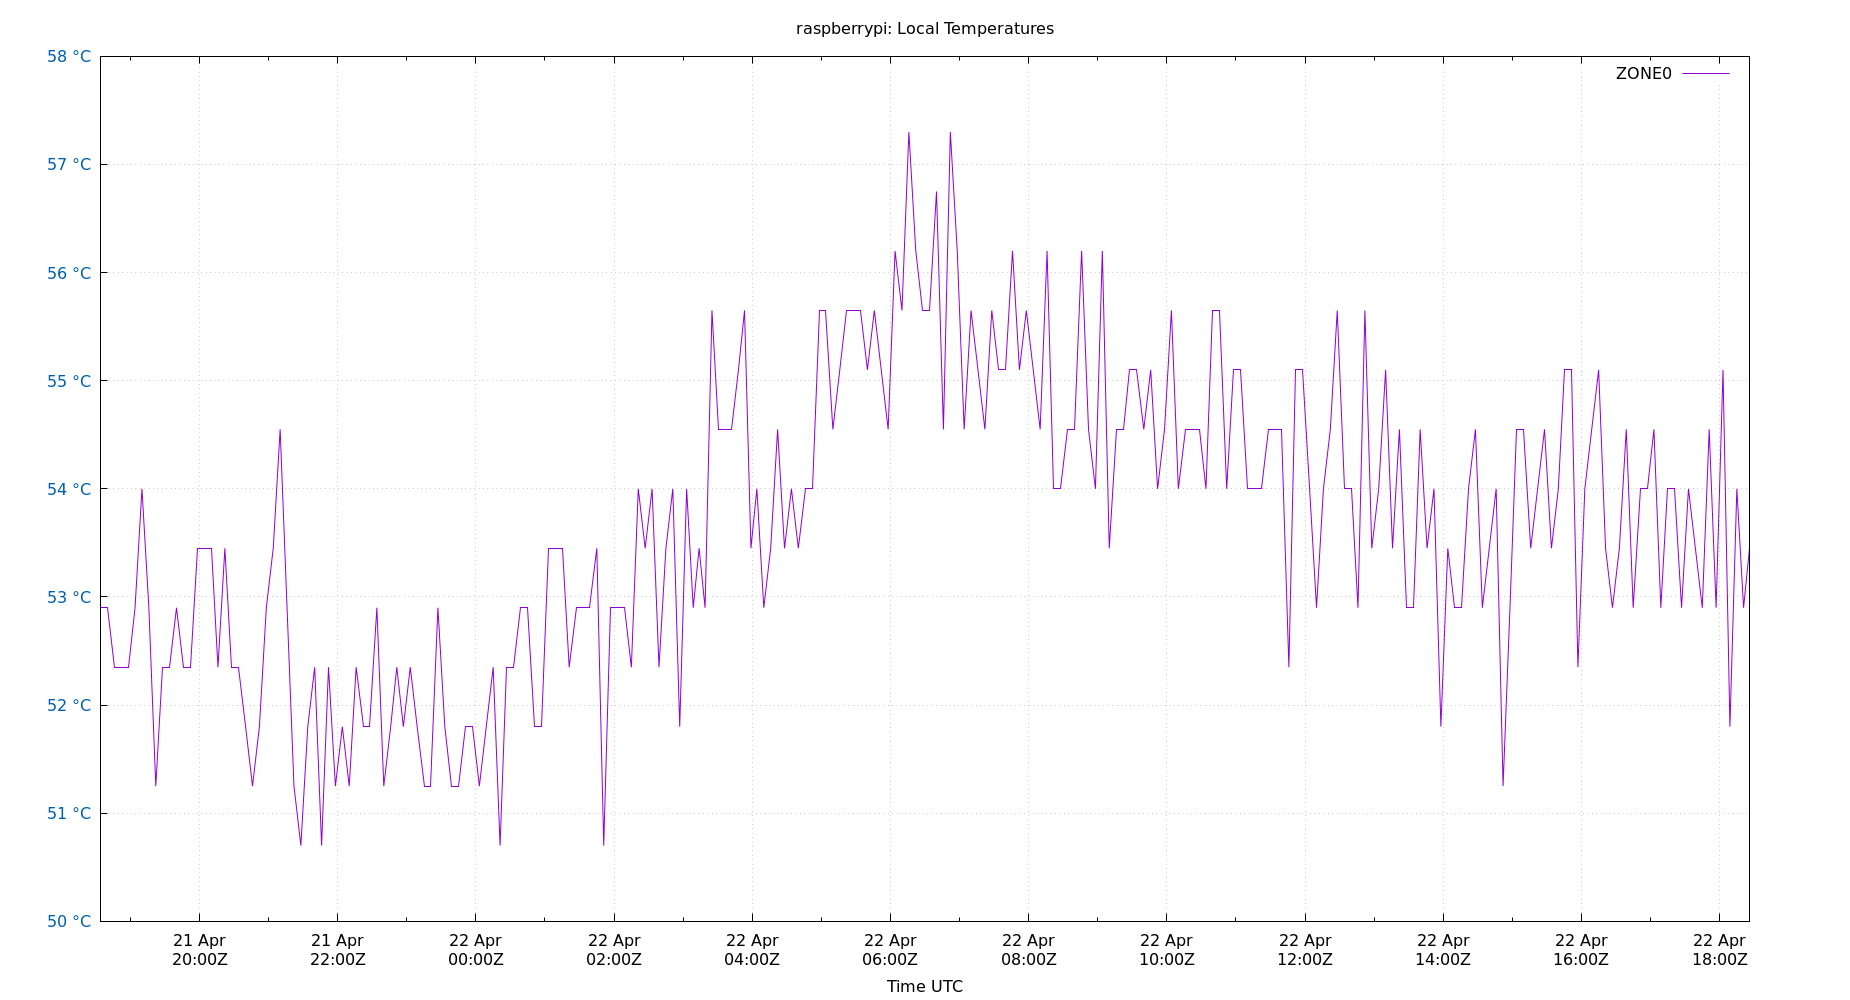 raspberrypi: Local Temperatures
58 °C
ZONE0
57 °C
56 °C
55 °C
54 °C
53 °C
52 °C
51 °C
50 °C
21 Apr 21 Apr 22 Apr 22 Apr 22 Apr 22 Apr 22 Apr 22 Apr 22 Apr 22 Apr 22 Apr 22 Apr
20:00Z 22:00Z 00:00Z 02:00Z 04:00Z 06:00Z 08:00Z 10:00Z 12:00Z 14:00Z 16:00Z 18:00Z
Time UTC